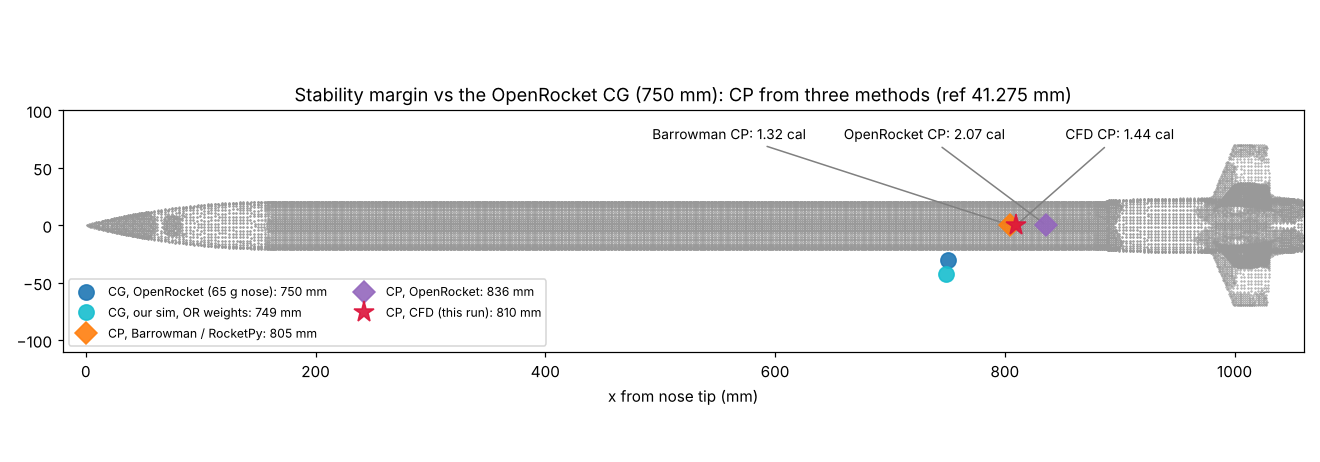 Stability margin vs the OpenRocket CG (750 mm): CP from three methods (ref 41.275 mm)
100
50
0
−50
−100
Barrowman CP: 1.32 cal
OpenRocket CP: 2.07 cal
CFD CP: 1.44 cal
CG, OpenRocket (65 g nose): 750 mm
CG, our sim, OR weights: 749 mm
CP, Barrowman / RocketPy: 805 mm
CP, OpenRocket: 836 mm
CP, CFD (this run): 810 mm
0
200
400
600
800
1000
x from nose tip (mm)